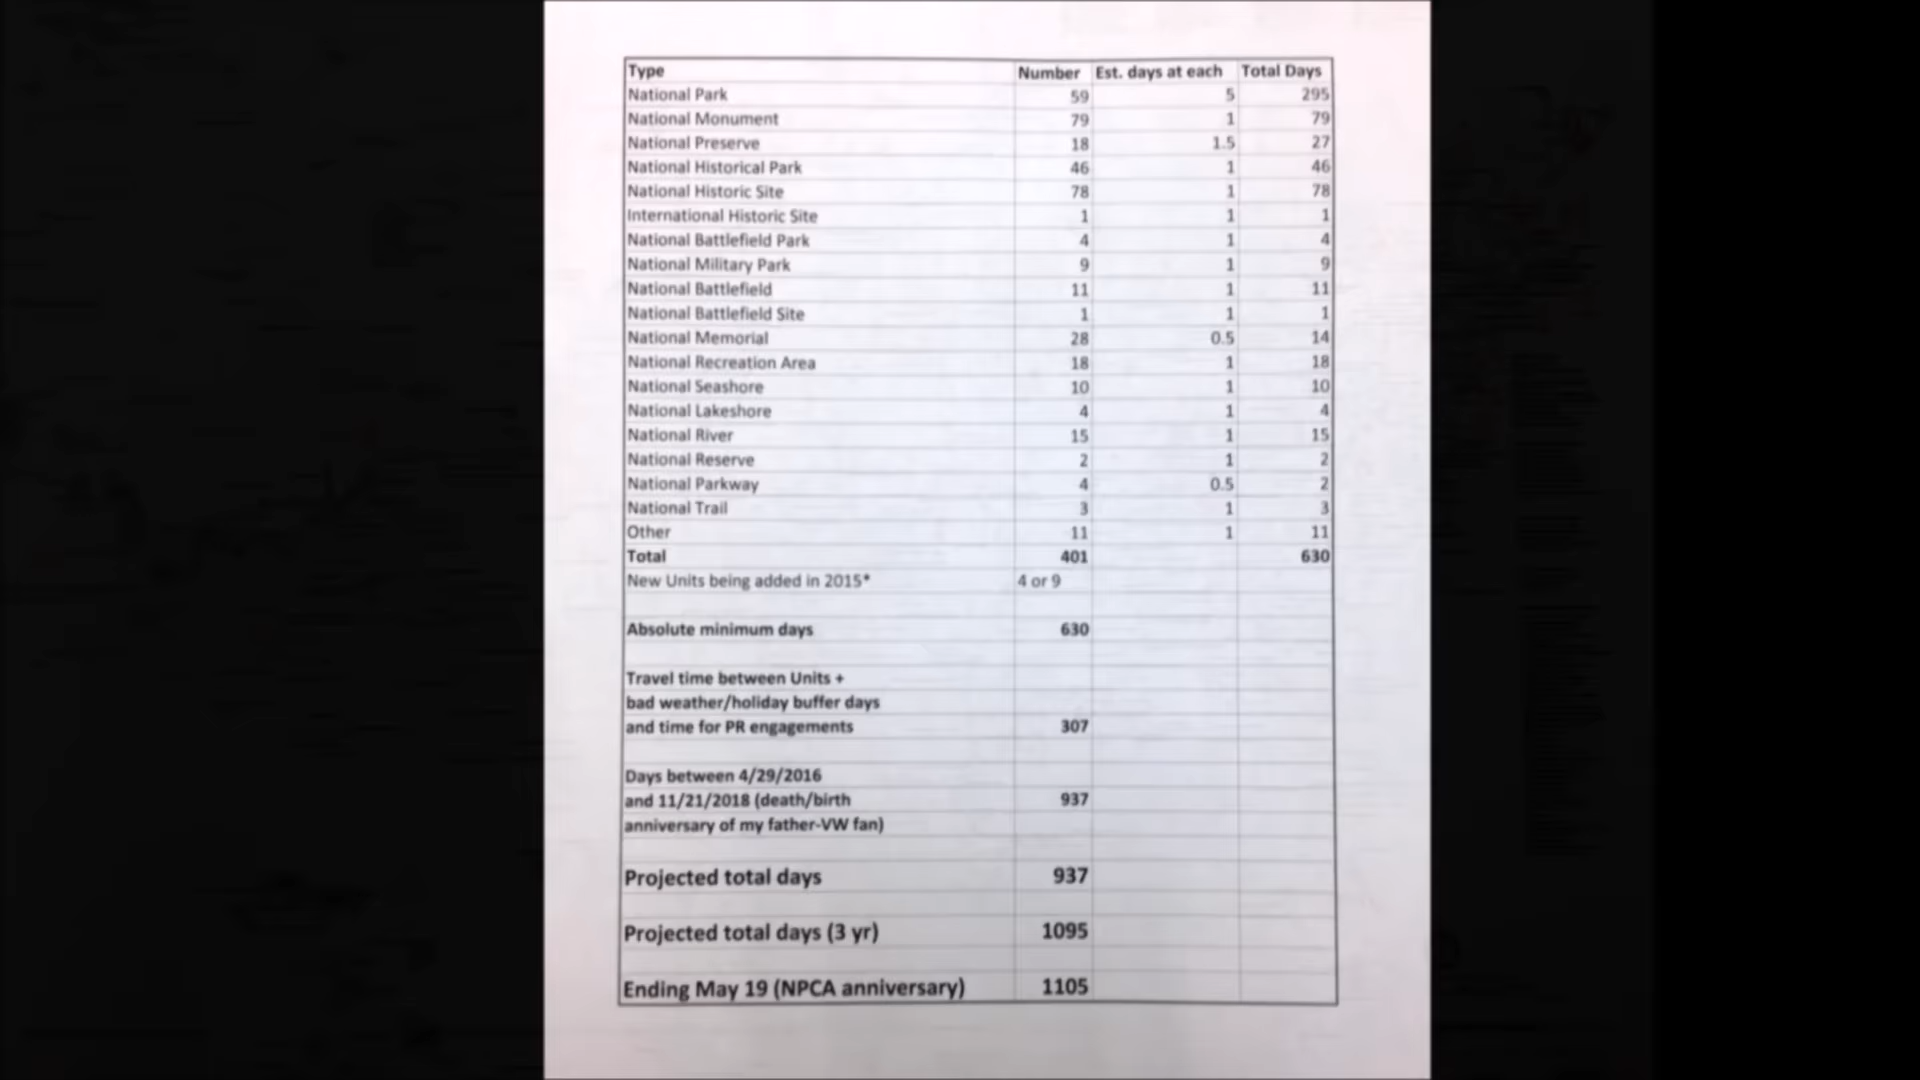 Type Number Est. days at each Total Days
National Park 59 5 295
National Monument 79 1 79
National Preserve 18 1.5 27
National Historical Park 46 1 46
National Historic Site 78 1 78
International Historic Site 1 1 1
National Battlefield Park 4 1 4
National Military Park 9 1 9
National Battlefield 11 1 11
National Battlefield Site 1 1 1
National Memorial 28 0.5 14
National Recreation Area 18 1 18
National Seashore 10 1 10
National Lakeshore 4 1 4
National River 15 1 15
National Reserve 2 1 2
National Parkway 4 0.5 2
National Trail 3 1 3
Other 11 1 11
Total 401 630
New Units being added in 2015* 4 or 9
Absolute minimum days 630
Travel time between Units +
bad weather/holiday buffer days
and time for PR engagements 307
Days between 4/29/2016
and 11/21/2018 (death/birth 937
anniversary of my father-VW fan)
Projected total days 937
Projected total days (3 yr) 1095
Ending May 19 (NPCA anniversary) 1105